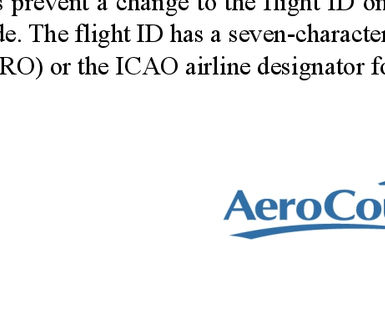 prevent a change to the flight ID on
de. The flight ID has a seven-character
RO) or the ICAO airline designator fo
AeroCou